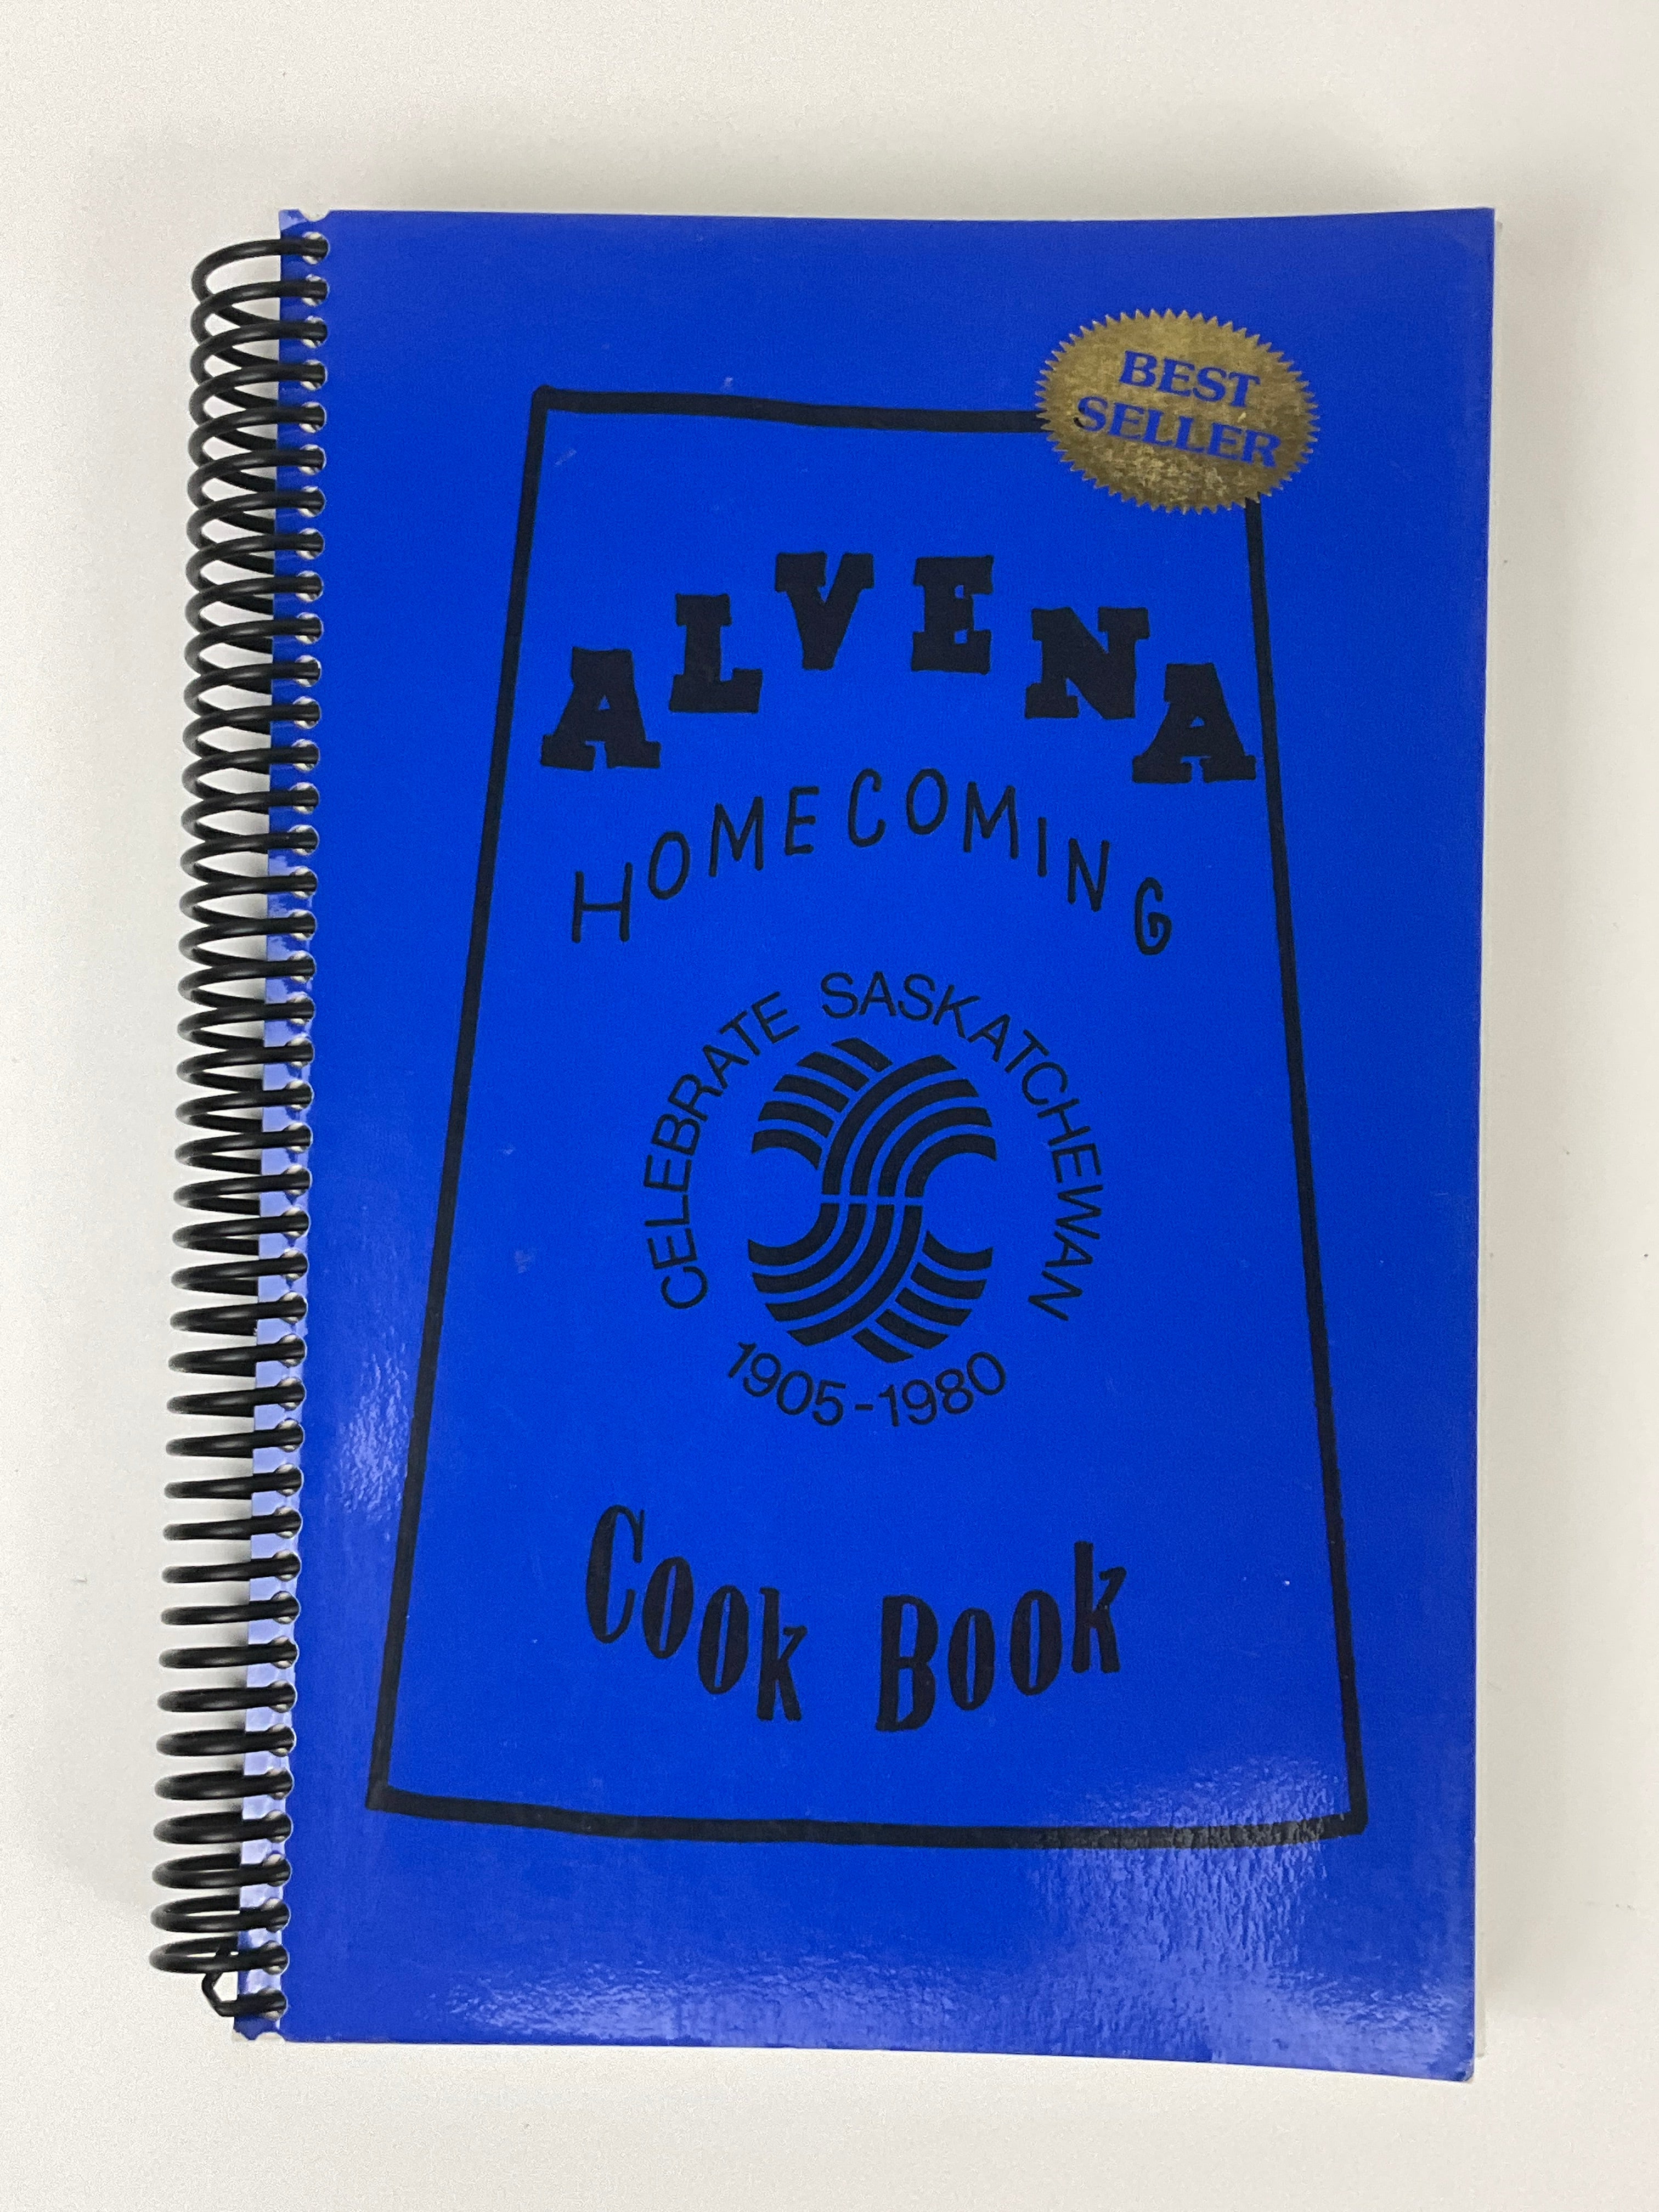 BEST
SELLER
ALVENA
HOMECOMING
CELEBRATE SASKATCHEWAN
1905-1980
Cook Book